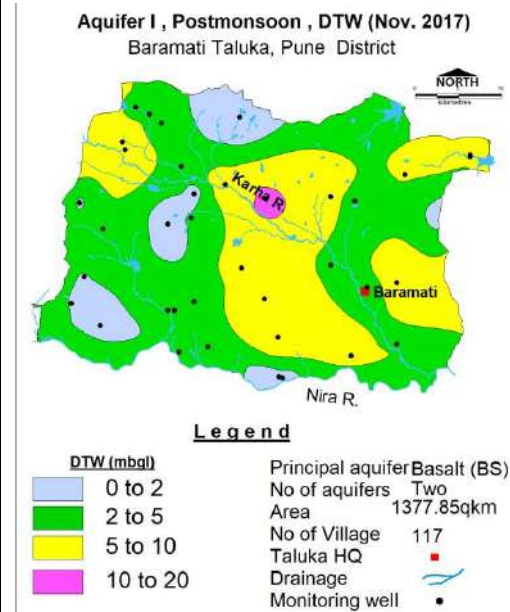 Aquifer I , Postmonsoon , DTW (Nov. 2017)
Baramati Taluka, Pune District
NORTH
kilometres
Karha R.
Baramati
Nira R.
Legend
DTW (mbgl)
0 to 2
2 to 5
5 to 10
10 to 20
Principal aquifer Basalt (BS)
No of aquifers Two
Area 1377.85qkm
No of Village 117
Taluka HQ
Drainage
Monitoring well